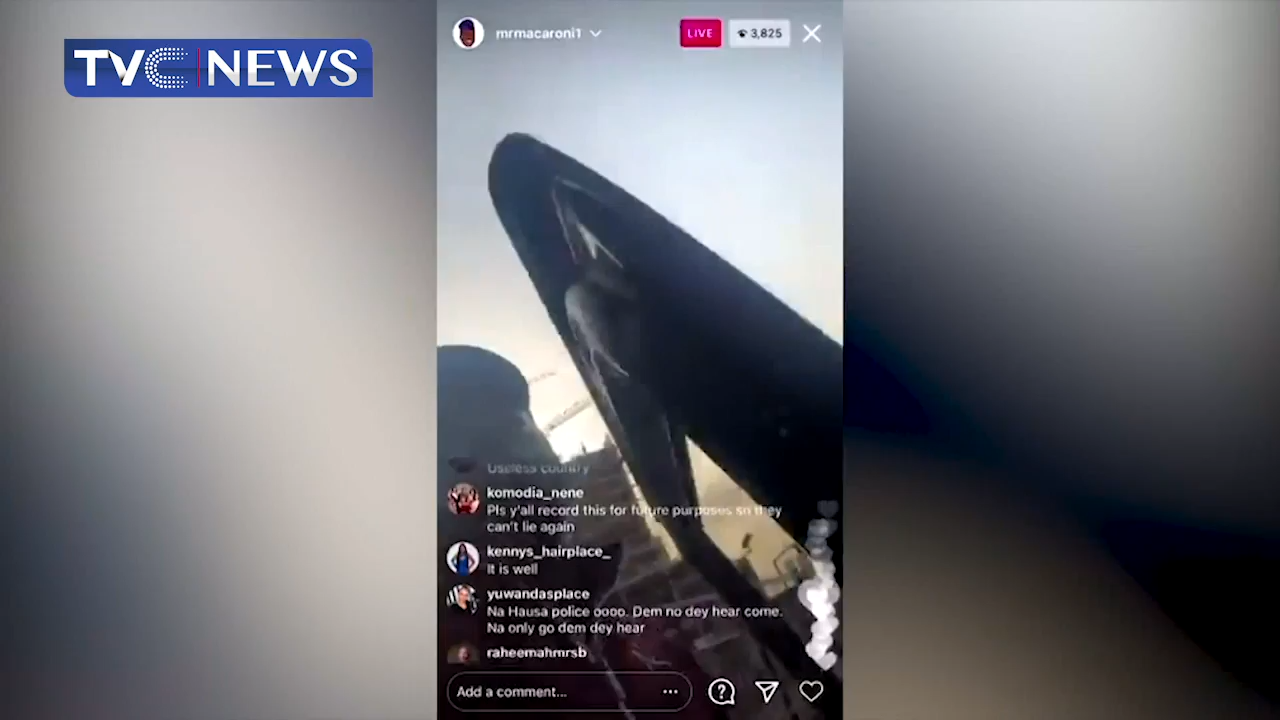 TVC NEWS
mrmacaroni1
LIVE
3,825
Useless country
komodia_nene
Pls y'all record this for future purposes so they
can't lie again
kennys_hairplace_
It is well
yuwandasplace
Na Hausa police oooo. Dem no dey hear come.
Na only go dem dey hear
raheemahmrsb
Add a comment...